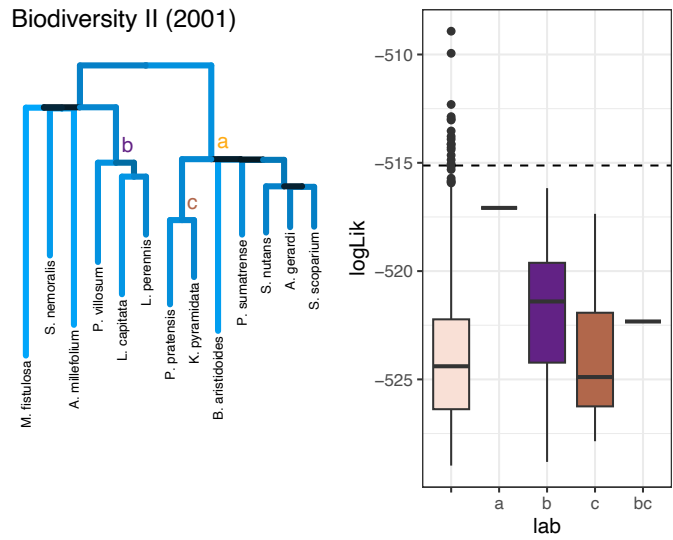 Biodiversity II (2001)
b
a
c
M. fistulosa
S. nemoralis
A. millefolium
P. villosum
L. capitata
L. perennis
P. pratensis
K. pyramidata
B. aristidoides
P. sumatrense
S. nutans
A. gerardi
S. scoparium
logLik
−510
−515
−520
−525
a b c bc
lab